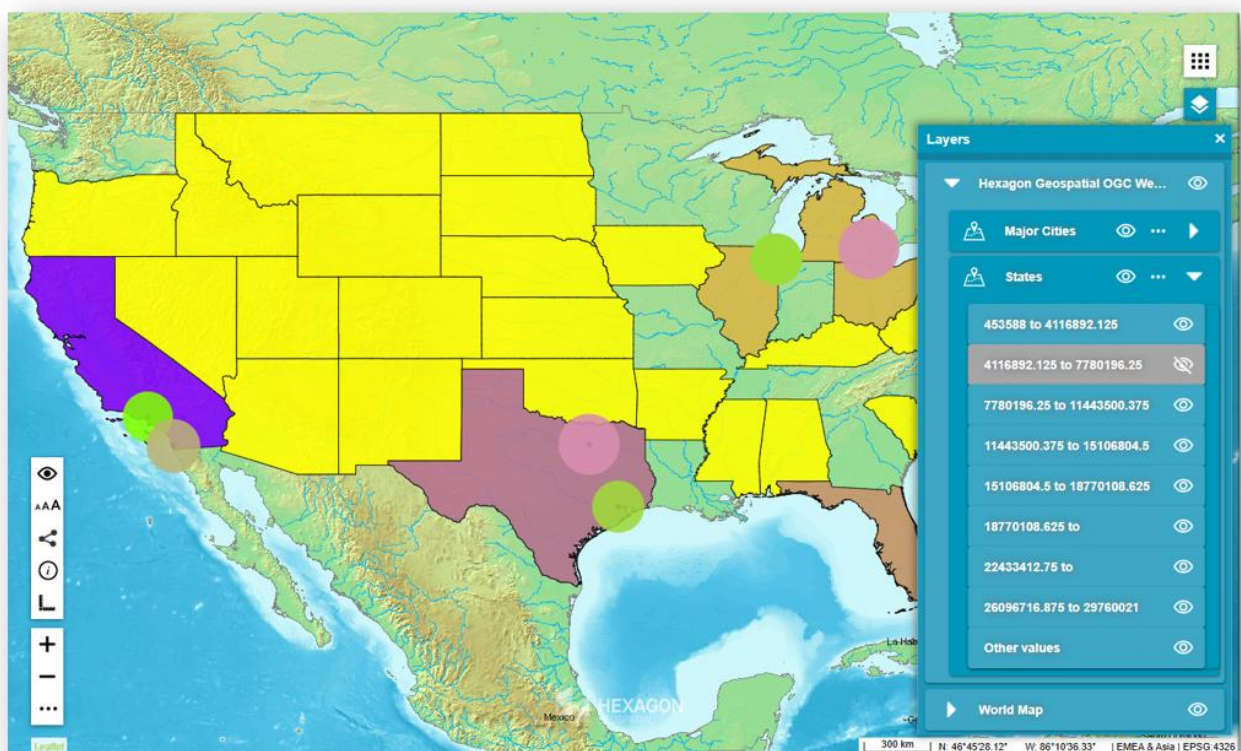 Layers
Hexagon Geospatial OGC We...
Major Cities
States
453588 to 4116892.125
4116892.125 to 7780196.25
7780196.25 to 11443500.375
11443500.375 to 15106804.5
15106804.5 to 18770108.625
18770108.625 to
22433412.75 to
26096716.875 to 29760021
Other values
World Map
AAA
La Hab
HEXAGON
Mexico
Leaflet
300 km | N: 46°45'28.12" W: 86°10'36.33" | EMEA & Asia | EPSG:4326